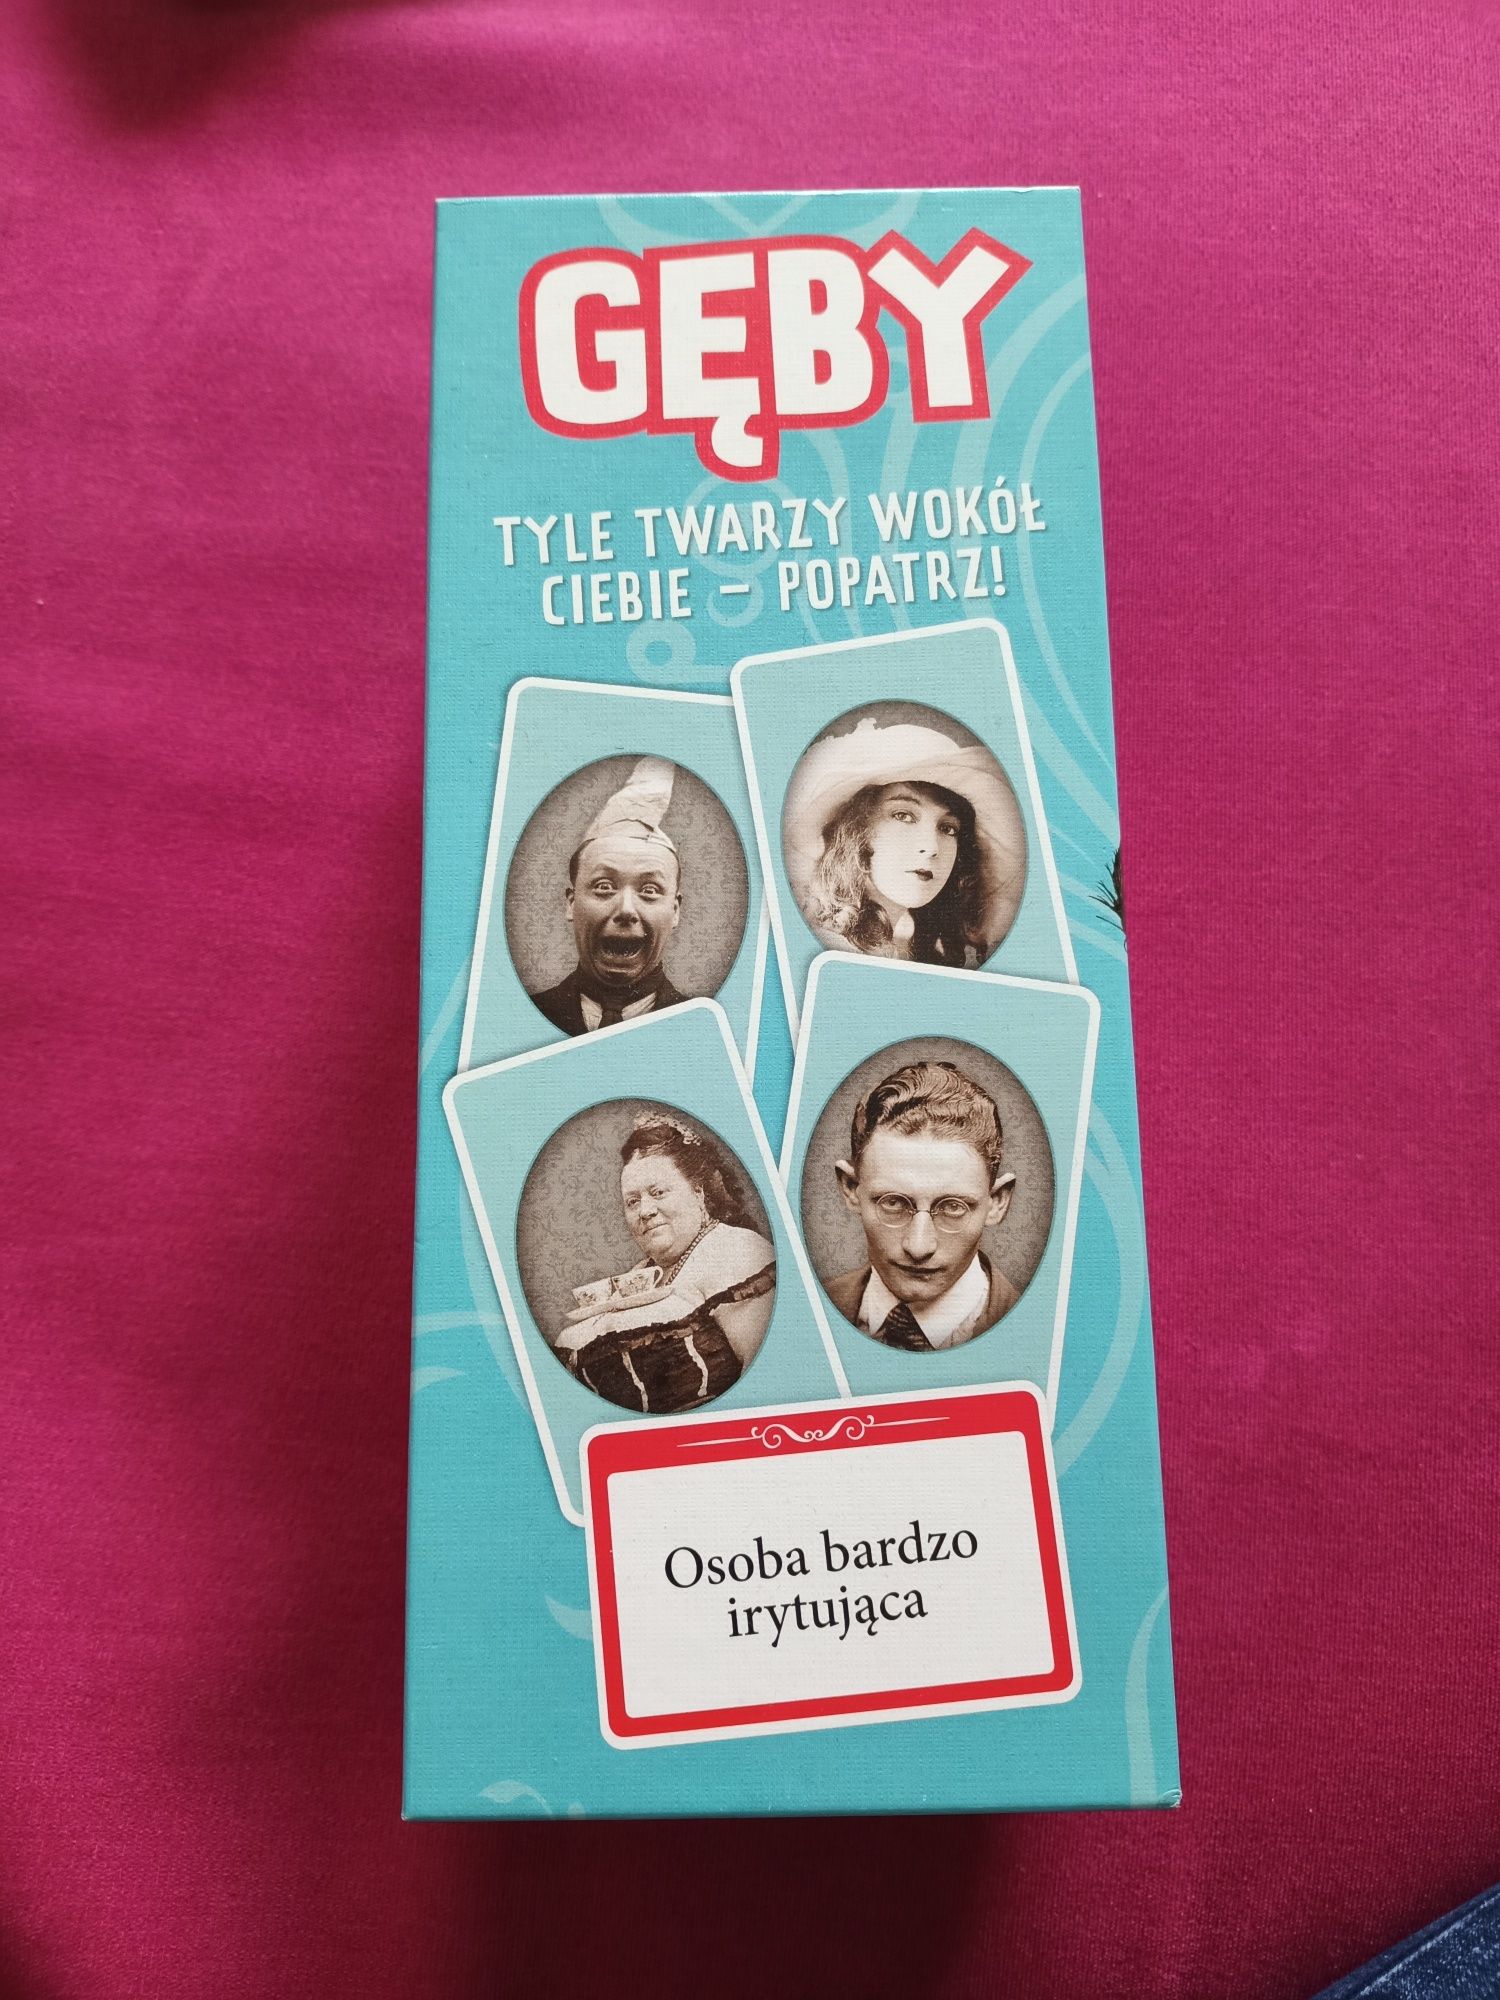 GĘBY
TYLE TWARZY WOKÓŁ
CIEBIE – POPATRZ!
Osoba bardzo
irytująca